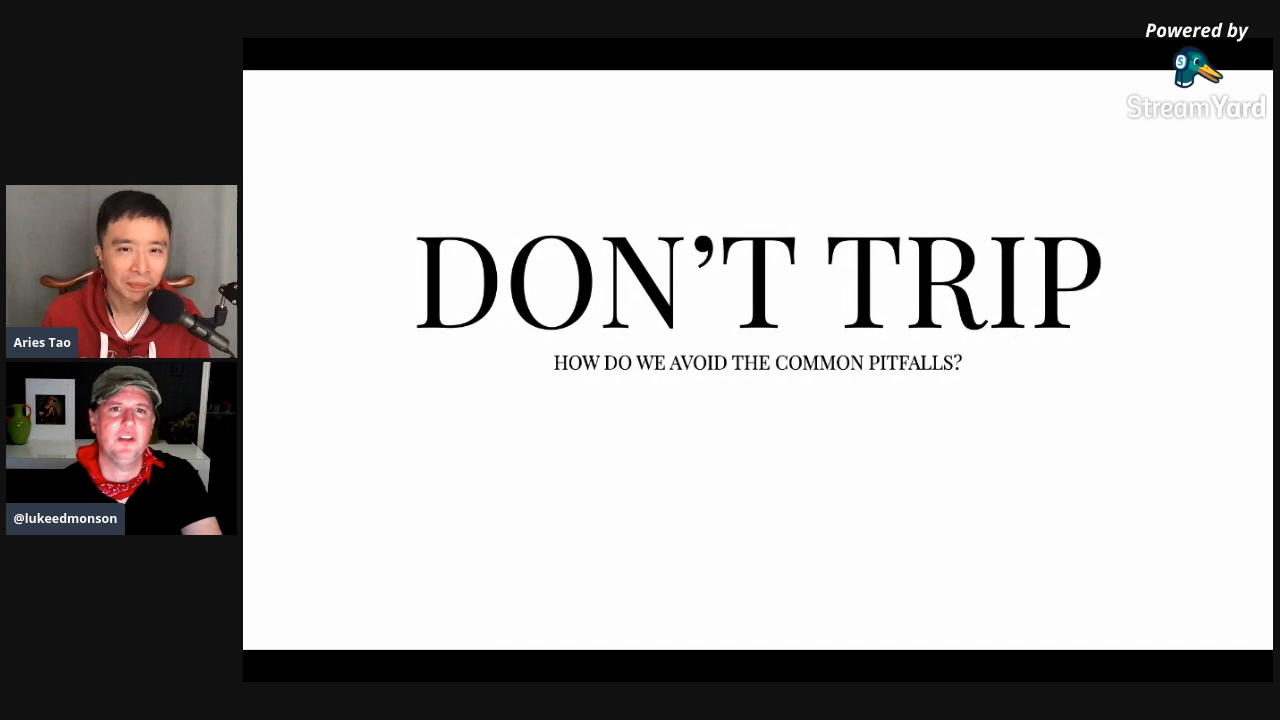 Powered by
StreamYard
DON’T TRIP
HOW DO WE AVOID THE COMMON PITFALLS?
Aries Tao
@lukeedmonson